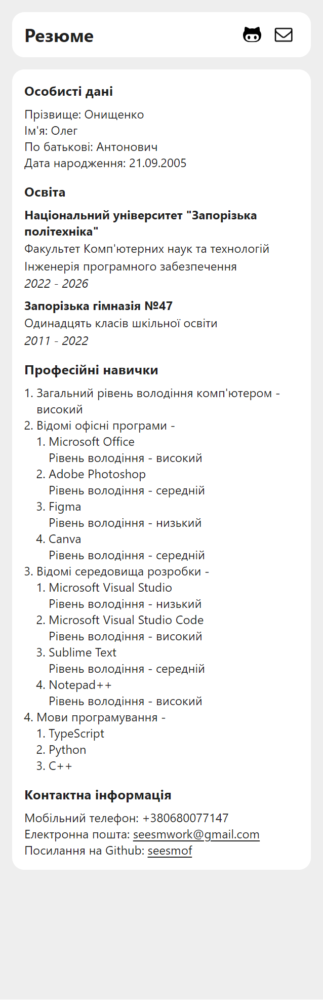 Резюме
Особисті дані
Прізвище: Онищенко
Ім'я: Олег
По батькові: Антонович
Дата народження: 21.09.2005
Освіта
Національний університет "Запорізька
політехніка"
Факультет Комп'ютерних наук та технологій
Інженерія програмного забезпечення
2022 - 2026
Запорізька гімназія №47
Одинадцять класів шкільної освіти
2011 - 2022
Професійні навички
1. Загальний рівень володіння комп'ютером -
високий
2. Відомі офісні програми -
1. Microsoft Office
Рівень володіння - високий
2. Adobe Photoshop
Рівень володіння - середній
3. Figma
Рівень володіння - низький
4. Canva
Рівень володіння - середній
3. Відомі середовища розробки -
1. Microsoft Visual Studio
Рівень володіння - низький
2. Microsoft Visual Studio Code
Рівень володіння - високий
3. Sublime Text
Рівень володіння - середній
4. Notepad++
Рівень володіння - високий
4. Мови програмування -
1. TypeScript
2. Python
3. C++
Контактна інформація
Мобільний телефон: +380680077147
Електронна пошта: seesmwork@gmail.com
Посилання на Github: seesmof